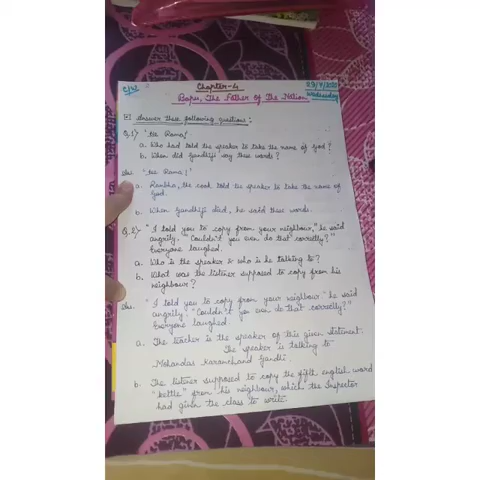 C/W
Chapter-4
29/7/2020
Bapu, The Father of The Nation
Wednesday
Answer these following questions:
Q.1) "Hee Rama!"
a. Who had told the speaker to take the name of God?
b. When did Gandhiji say these words?
Ans. "Hee Rama!"
a. Rambha, the cook told the speaker to take the name of
God.
b. When Gandhiji died, he said these words.
Q.2) "I told you to copy from your neighbour," he said
angrily. "Couldn't you even do that correctly?"
Everyone laughed.
a. Who is the speaker & who is he talking to?
b. What was the listener supposed to copy from his
neighbour?
Ans. "I told you to copy from your neighbour" he said
angrily. "Couldn't you even do that correctly?"
Everyone laughed.
a. The teacher is the speaker of this given statement.
The speaker is talking to
Mohandas Karamchand Gandhi.
b. The listener supposed to copy the fifth english word
"kettle" from his neighbour, which the Inspector
had given the class to write.